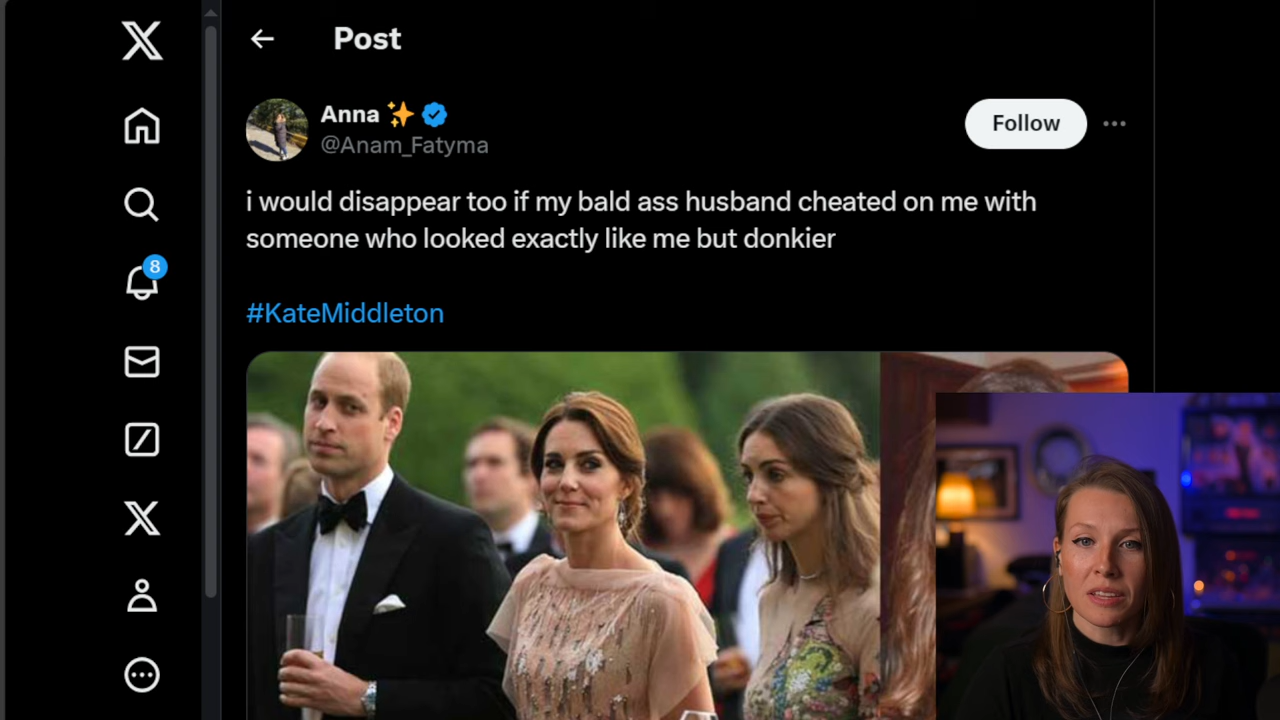 Post
Anna ✨
@Anam_Fatyma
Follow
8
i would disappear too if my bald ass husband cheated on me with
someone who looked exactly like me but donkier
#KateMiddleton